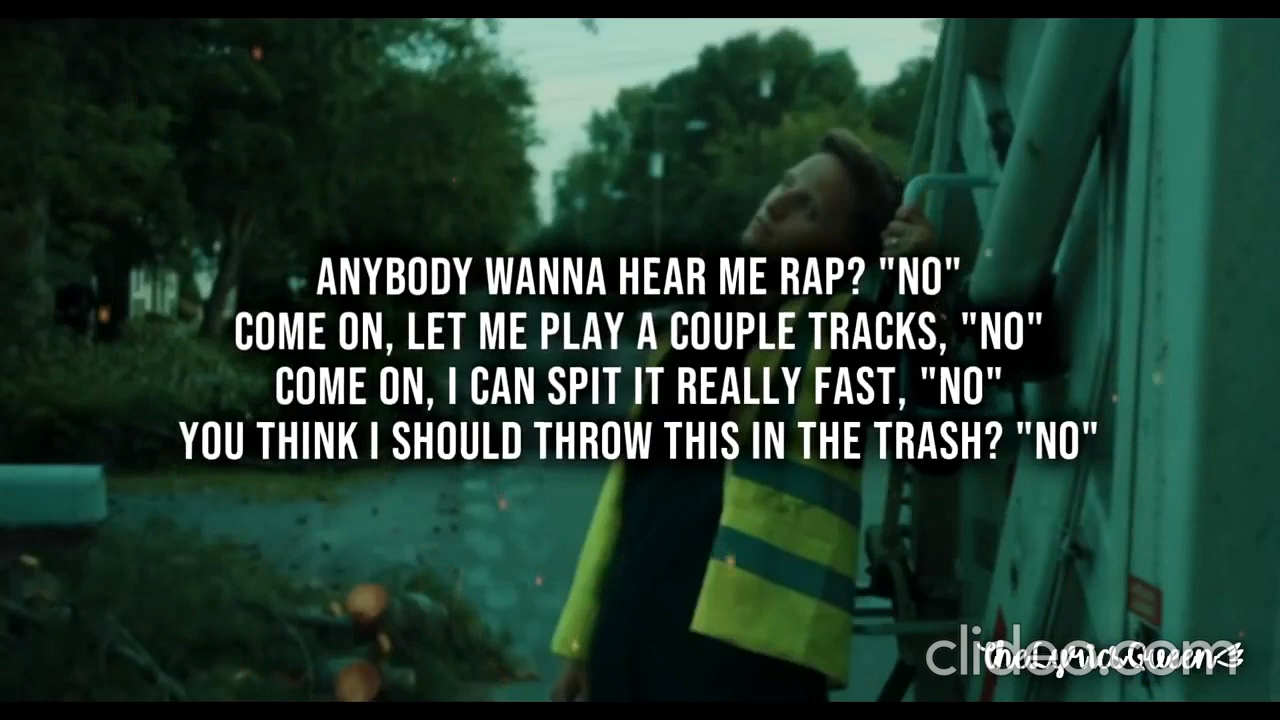 ANYBODY WANNA HEAR ME RAP? "NO"
COME ON, LET ME PLAY A COUPLE TRACKS, "NO"
COME ON, I CAN SPIT IT REALLY FAST, "NO"
YOU THINK I SHOULD THROW THIS IN THE TRASH? "NO"
clideo.com
TheLyricsQueen